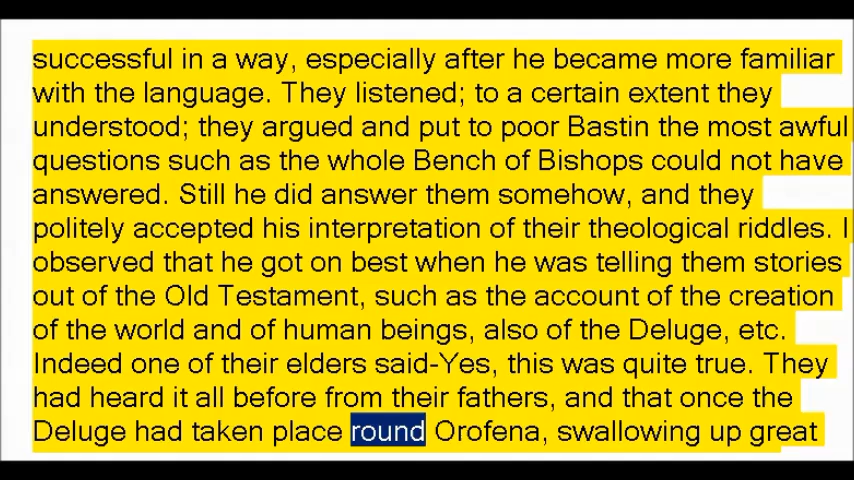 successful in a way, especially after he became more familiar
with the language. They listened; to a certain extent they
understood; they argued and put to poor Bastin the most awful
questions such as the whole Bench of Bishops could not have
answered. Still he did answer them somehow, and they
politely accepted his interpretation of their theological riddles. I
observed that he got on best when he was telling them stories
out of the Old Testament, such as the account of the creation
of the world and of human beings, also of the Deluge, etc.
Indeed one of their elders said-Yes, this was quite true. They
had heard it all before from their fathers, and that once the
Deluge had taken place round Orofena, swallowing up great